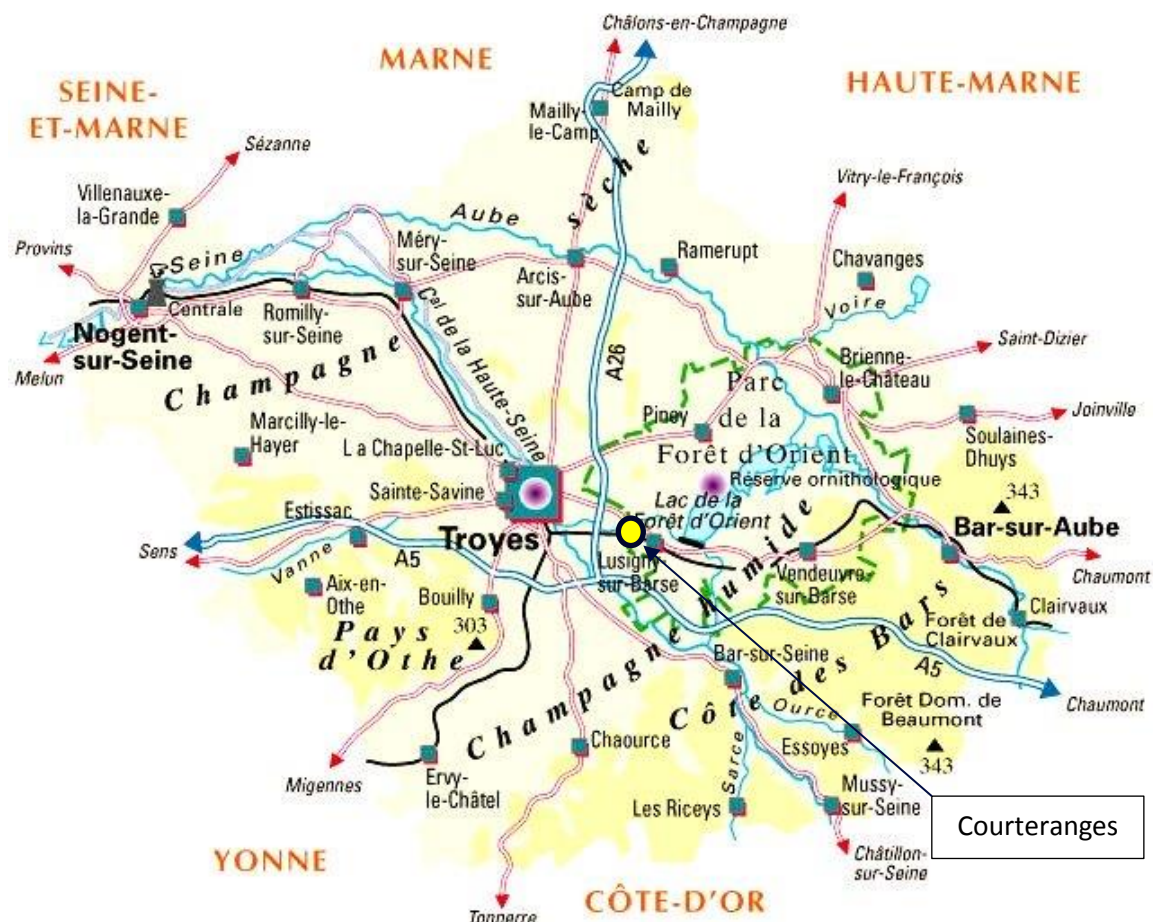 Châlons-en-Champagne
MARNE
HAUTE-MARNE
SEINE-
ET-MARNE
Camp de
Mailly
Mailly-
le-Camp
Sézanne
Villenauxe-
la-Grande
Vitry-le-François
sèche
Aube
Provins
Seine
Méry-
sur-Seine
Arcis-
sur-Aube
Ramerupt
Chavanges
Voire
Centrale
Romilly-
sur-Seine
Nogent-
sur-Seine
Cal de la Haute-Seine
A26
Saint-Dizier
Brienne-
le-Château
Melun
Champagne
Parc
de la
Forêt d'Orient
Piney
Joinville
Marcilly-le-
Hayer
La Chapelle-St-Luc
Soulaines-
Dhuys
Réserve ornithologique
Sainte-Savine
Lac de la
Forêt d'Orient
343
Estissac
Troyes
Bar-sur-Aube
Sens
Vanne
A5
Lusigny-
sur-Barse
Vendeuvre-
sur-Barse
Chaumont
Aix-en-
Othe
Bouilly
Clairvaux
303
Pays
d'Othe
Forêt de
Clairvaux
Champagne humide
Bar-sur-Seine
Côte des Bars
A5
Chaumont
Ource
Forêt Dom. de
Beaumont
Chaource
Essoyes
343
Migennes
Ervy-
le-Châtel
Sarce
Les Riceys
Mussy-
sur-Seine
Courteranges
YONNE
Châtillon-
sur-Seine
CÔTE-D'OR
Tonnerre